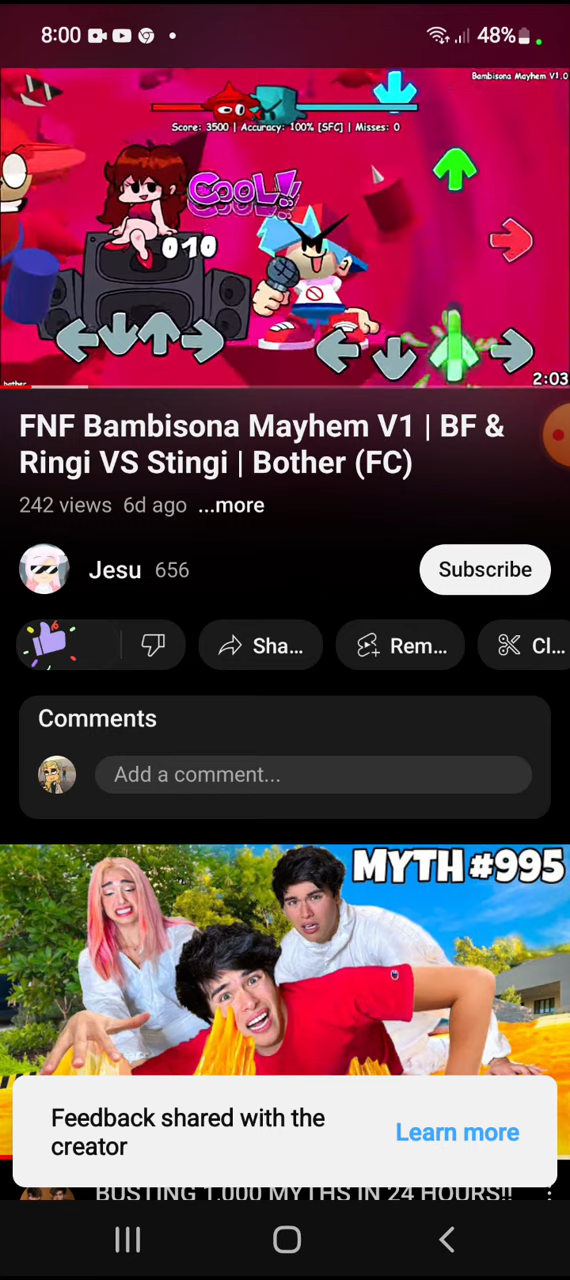 8:00
48%
Bambisona Mayhem V1.0
Score: 3500 | Accuracy: 100% [SFC] | Misses: 0
COOL!!
010
bother
2:03
FNF Bambisona Mayhem V1 | BF &
Ringi VS Stingi | Bother (FC)
242 views 6d ago ...more
Jesu 656
Subscribe
Sha...
Rem...
Cl...
Comments
Add a comment...
MYTH #995
Feedback shared with the
creator
Learn more
BUSTING 1,000 MYTHS IN 24 HOURS!!